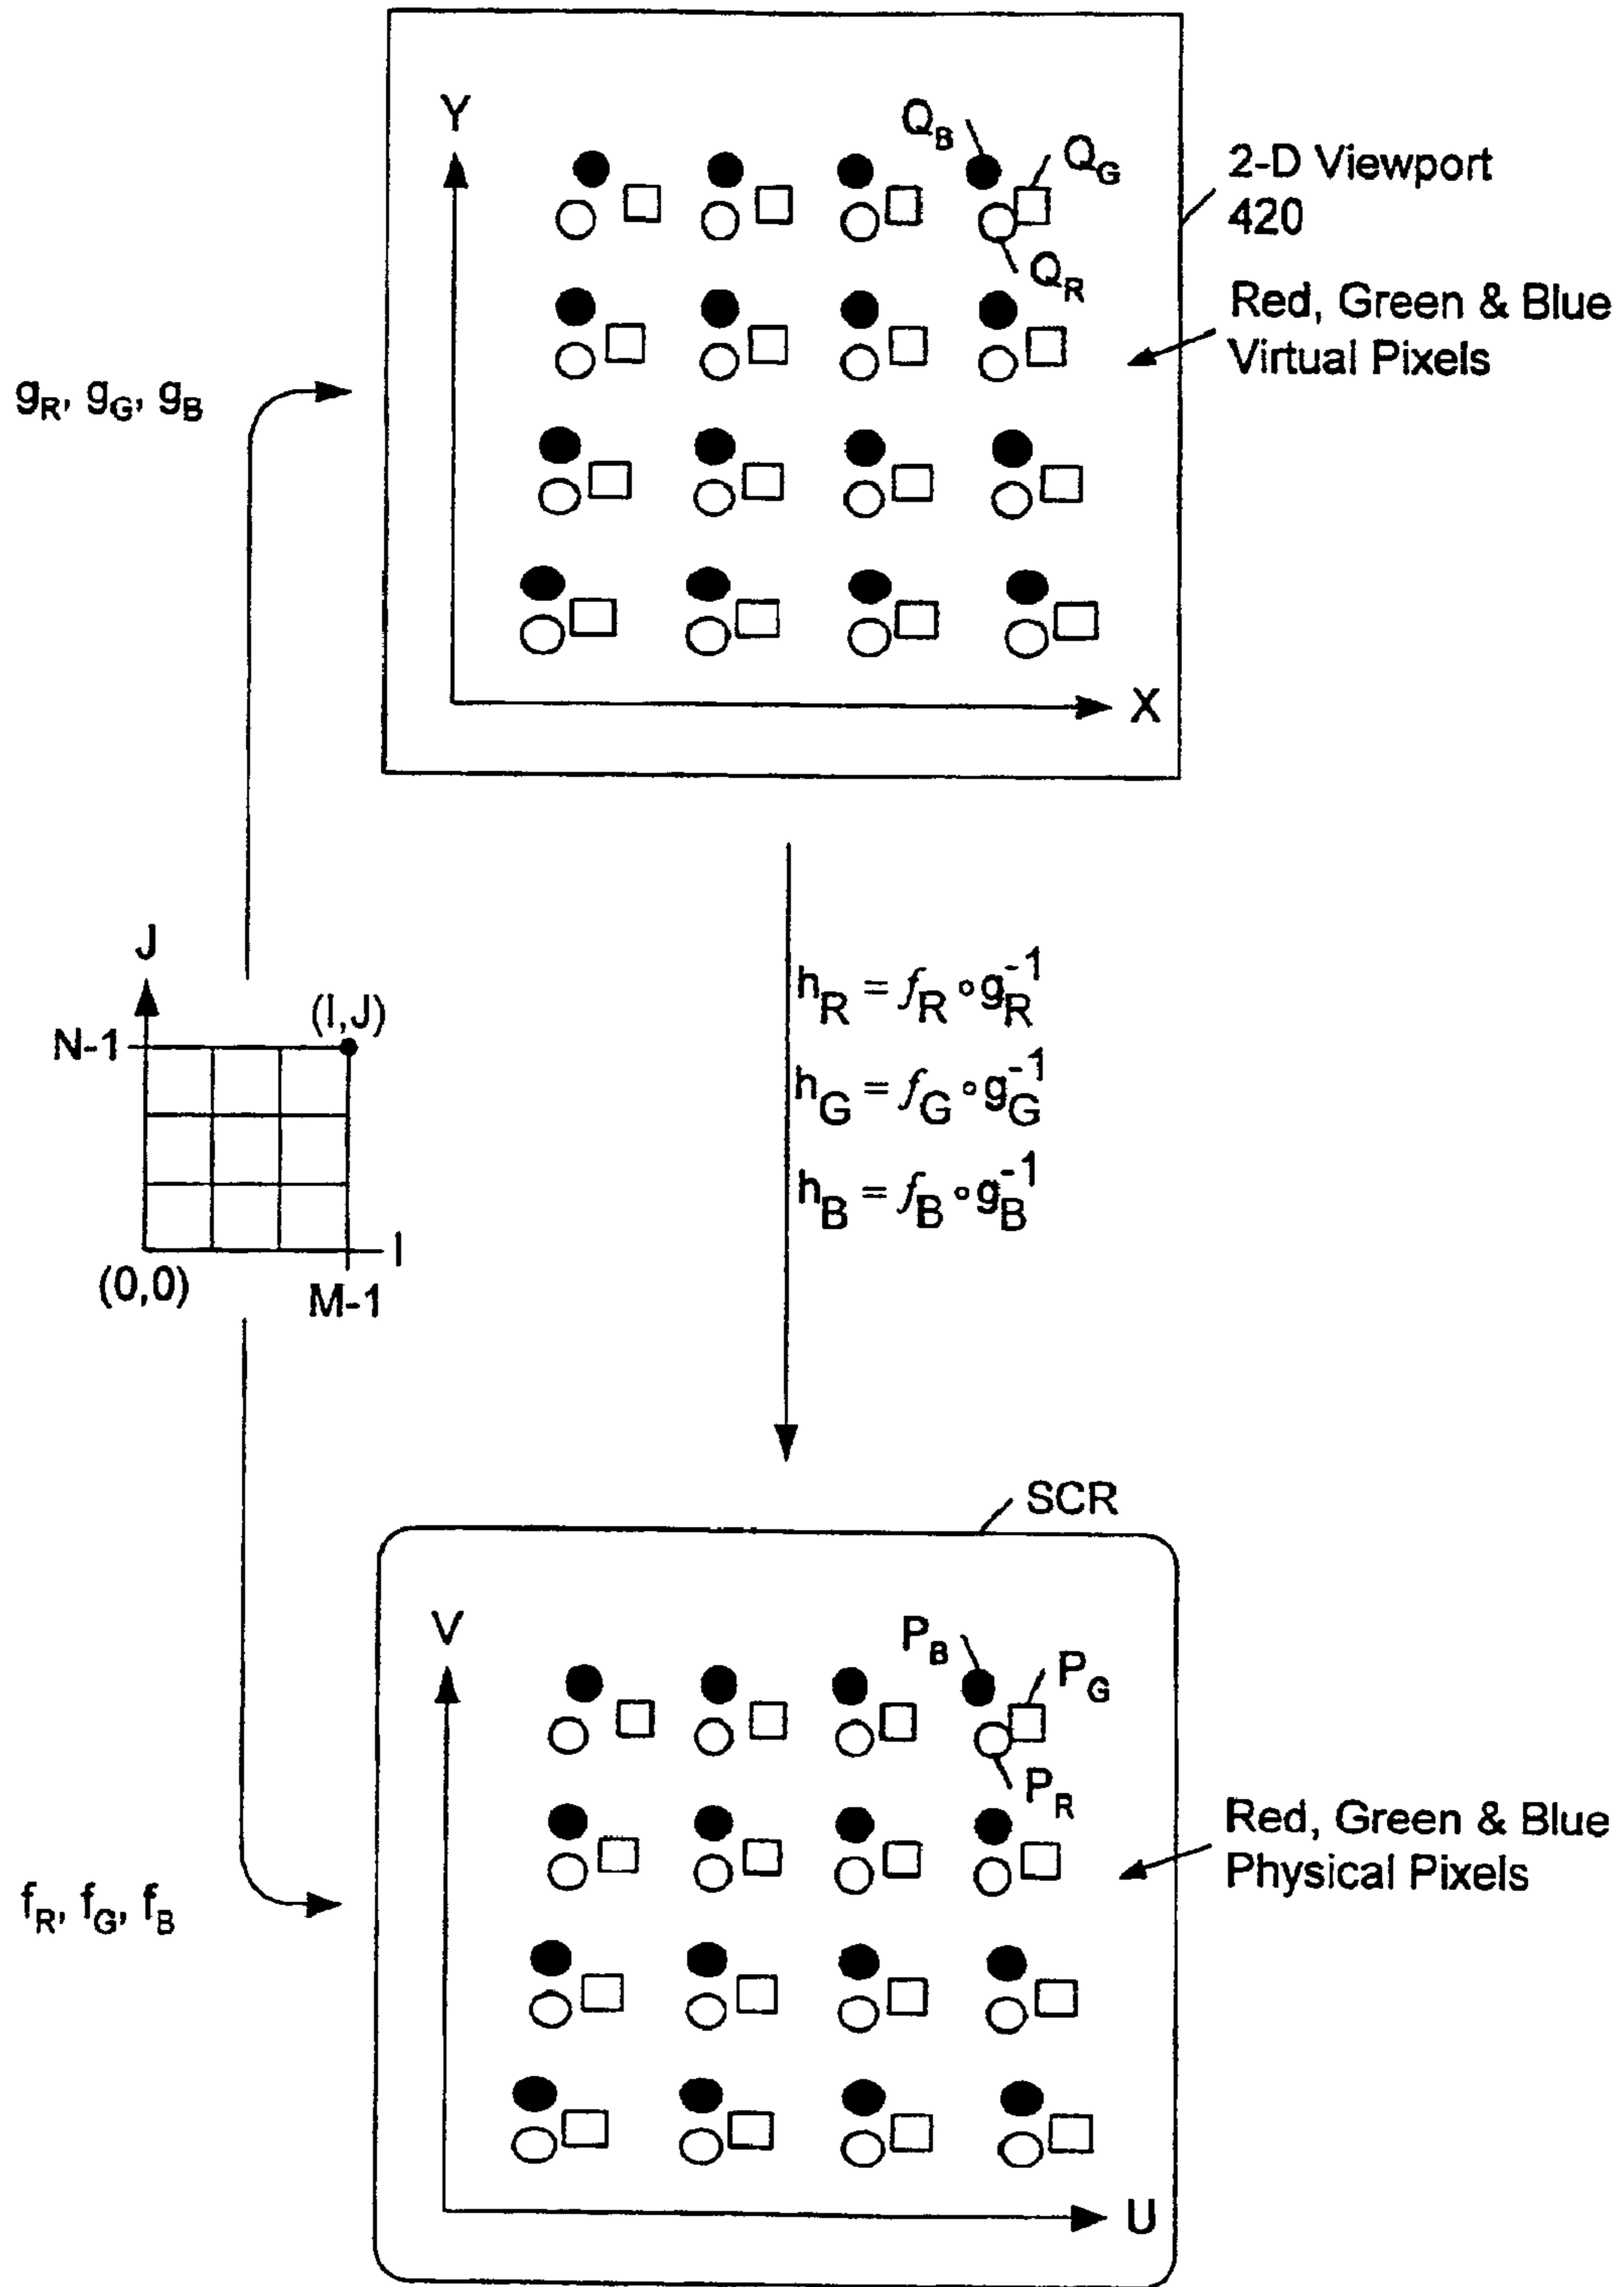 Y
Q_B
Q_G
Q_R
2-D Viewport
420
Red, Green & Blue
Virtual Pixels
X
g_R, g_G, g_B
J
N-1
(I,J)
I
(0,0)
M-1
h_R = f_R ∘ g_R^-1
h_G = f_G ∘ g_G^-1
h_B = f_B ∘ g_B^-1
SCR
V
P_B
P_G
P_R
Red, Green & Blue
Physical Pixels
f_R, f_G, f_B
U